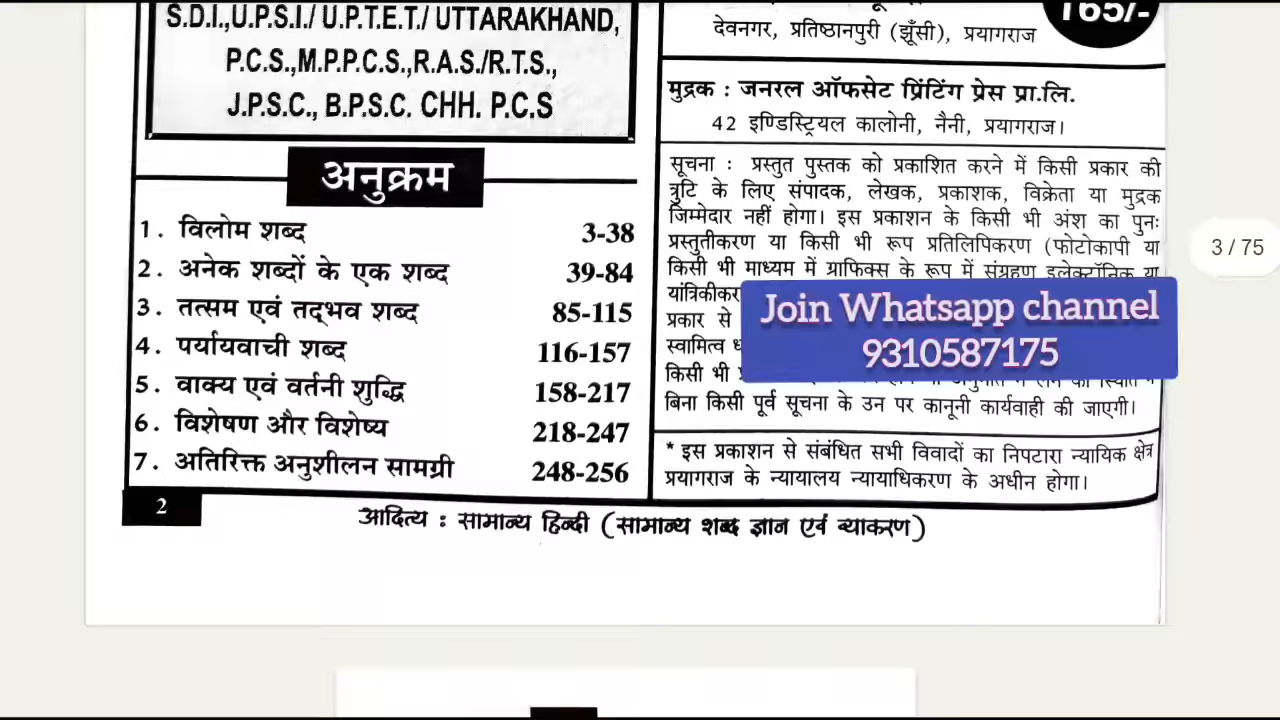 S.D.I.,U.P.S.I./ U.P.T.E.T./ UTTARAKHAND,
P.C.S.,M.P.P.C.S.,R.A.S./R.T.S.,
J.P.S.C., B.P.S.C. CHH. P.C.S
अनुक्रम
1. विलोम शब्द 3-38
2. अनेक शब्दों के एक शब्द 39-84
3. तत्सम एवं तद्भव शब्द 85-115
4. पर्यायवाची शब्द 116-157
5. वाक्य एवं वर्तनी शुद्धि 158-217
6. विशेषण और विशेष्य 218-247
7. अतिरिक्त अनुशीलन सामग्री 248-256
165/-
देवनगर, प्रतिष्ठानपुरी (झूँसी), प्रयागराज
मुद्रक : जनरल ऑफसेट प्रिंटिंग प्रेस प्रा.लि.
42 इण्डस्ट्रियल कालोनी, नैनी, प्रयागराज।
सूचना : प्रस्तुत पुस्तक को प्रकाशित करने में किसी प्रकार की
त्रुटि के लिए संपादक, लेखक, प्रकाशक, विक्रेता या मुद्रक
जिम्मेदार नहीं होगा। इस प्रकाशन के किसी भी अंश का पुनः
प्रस्तुतीकरण या किसी भी रूप प्रतिलिपिकरण (फोटोकापी या
किसी भी माध्यम में ग्राफिक्स के रूप में संग्रहण इलेक्ट्रॉनिक या
प्रकार से
स्वामित्व
किसी भी
बिना किसी पूर्व सूचना के उन पर कानूनी कार्यवाही की जाएगी।
* इस प्रकाशन से संबंधित सभी विवादों का निपटारा न्यायिक क्षेत्र
प्रयागराज के न्यायालय न्यायाधिकरण के अधीन होगा।
Join Whatsapp channel
9310587175
3 / 75
2
आदित्य : सामान्य हिन्दी (सामान्य शब्द ज्ञान एवं व्याकरण)